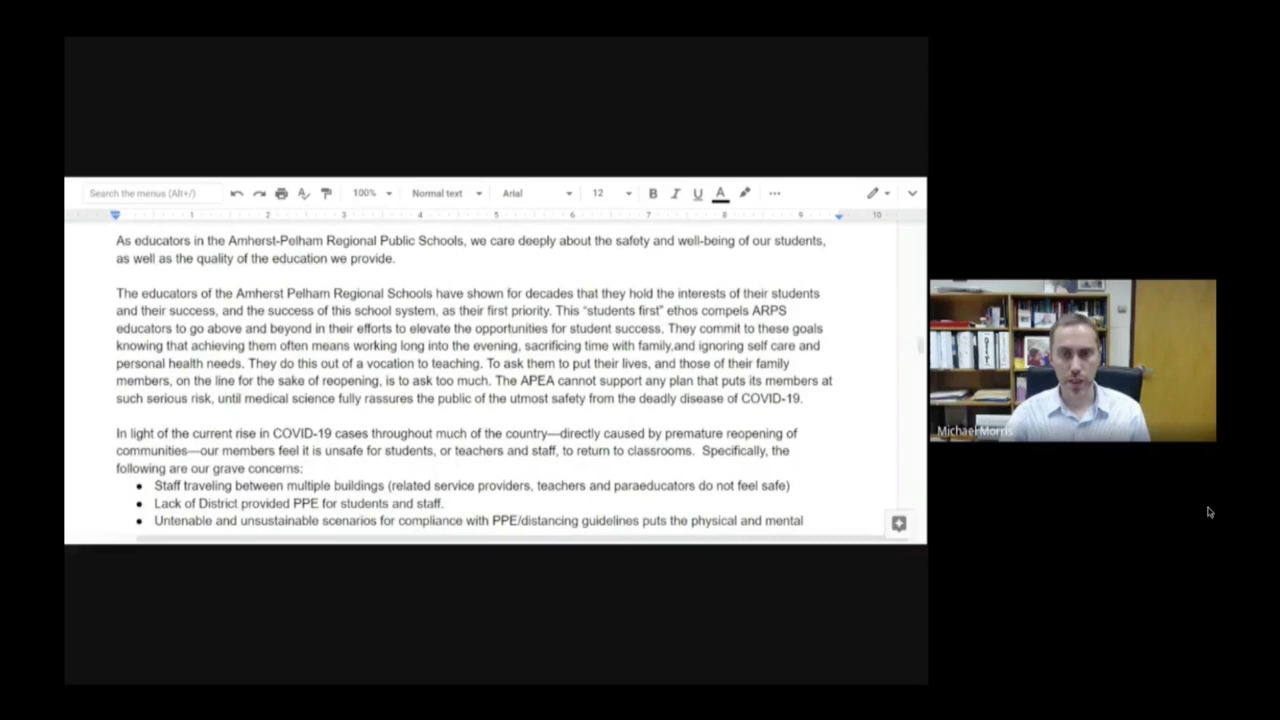 Search the menus (Alt+/) 100% Normal text Arial 12 B I U A
1 2 3 4 5 6 7 8 9 10
As educators in the Amherst-Pelham Regional Public Schools, we care deeply about the safety and well-being of our students,
as well as the quality of the education we provide.
The educators of the Amherst Pelham Regional Schools have shown for decades that they hold the interests of their students
and their success, and the success of this school system, as their first priority. This “students first” ethos compels ARPS
educators to go above and beyond in their efforts to elevate the opportunities for student success. They commit to these goals
knowing that achieving them often means working long into the evening, sacrificing time with family,and ignoring self care and
personal health needs. They do this out of a vocation to teaching. To ask them to put their lives, and those of their family
members, on the line for the sake of reopening, is to ask too much. The APEA cannot support any plan that puts its members at
such serious risk, until medical science fully rassures the public of the utmost safety from the deadly disease of COVID-19.
In light of the current rise in COVID-19 cases throughout much of the country—directly caused by premature reopening of
communities—our members feel it is unsafe for students, or teachers and staff, to return to classrooms.  Specifically, the
following are our grave concerns:
● Staff traveling between multiple buildings (related service providers, teachers and paraeducators do not feel safe)
● Lack of District provided PPE for students and staff.
● Untenable and unsustainable scenarios for compliance with PPE/distancing guidelines puts the physical and mental
Michael Morris